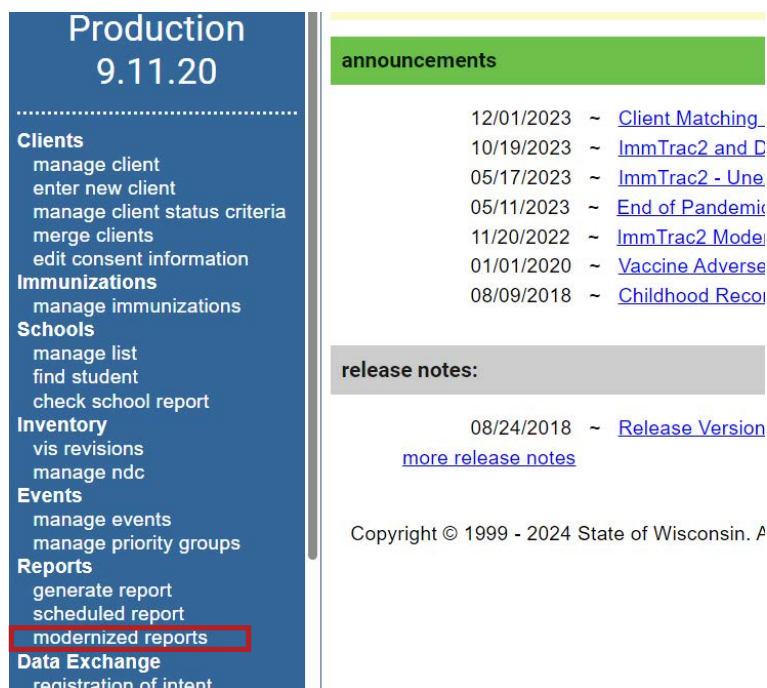 Production
9.11.20
Clients
manage client
enter new client
manage client status criteria
merge clients
edit consent information
Immunizations
manage immunizations
Schools
manage list
find student
check school report
Inventory
vis revisions
manage ndc
Events
manage events
manage priority groups
Reports
generate report
scheduled report
modernized reports
Data Exchange
registration of intent
announcements
12/01/2023 ~ Client Matching
10/19/2023 ~ ImmTrac2 and D
05/17/2023 ~ ImmTrac2 - Une
05/11/2023 ~ End of Pandemic
11/20/2022 ~ ImmTrac2 Moder
01/01/2020 ~ Vaccine Adverse
08/09/2018 ~ Childhood Recor
release notes:
08/24/2018 ~ Release Version
more release notes
Copyright © 1999 - 2024 State of Wisconsin. A